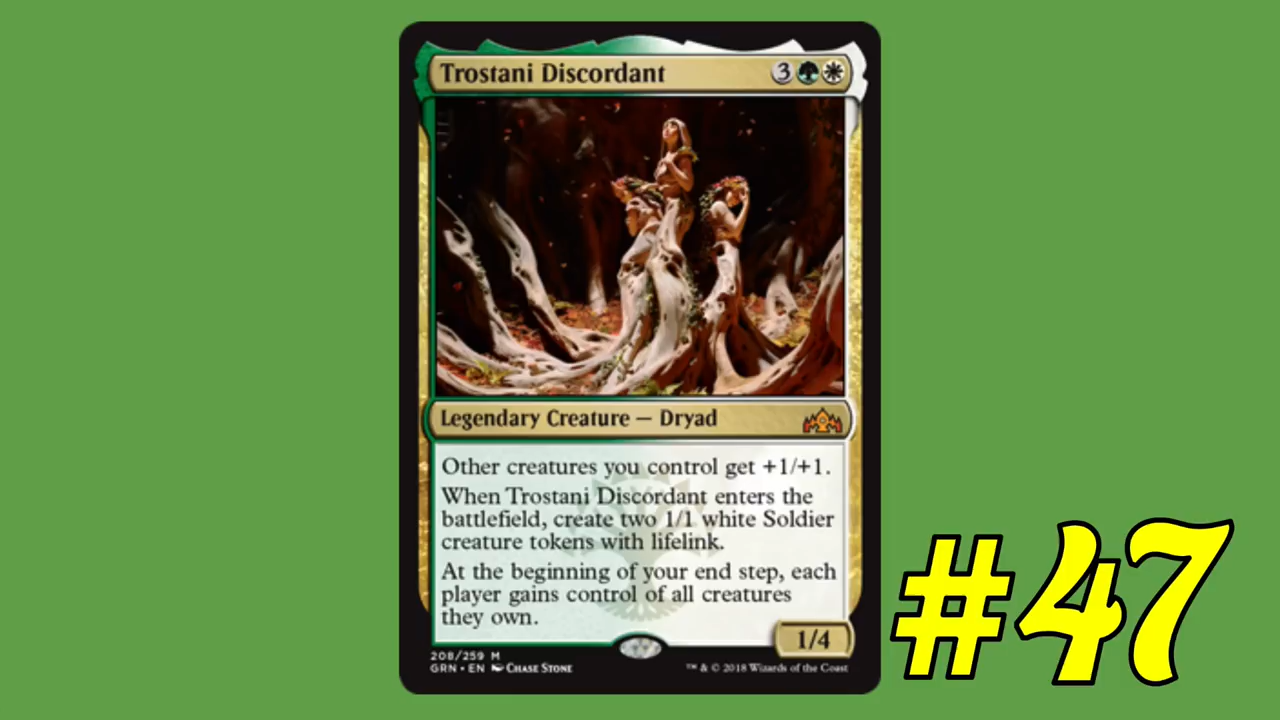 Trostani Discordant 3
Legendary Creature — Dryad
Other creatures you control get +1/+1.
When Trostani Discordant enters the
battlefield, create two 1/1 white Soldier
creature tokens with lifelink.
At the beginning of your end step, each
player gains control of all creatures
they own.
1/4
208/259 M
GRN • EN CHASE STONE
™ & © 2018 Wizards of the Coast
#47